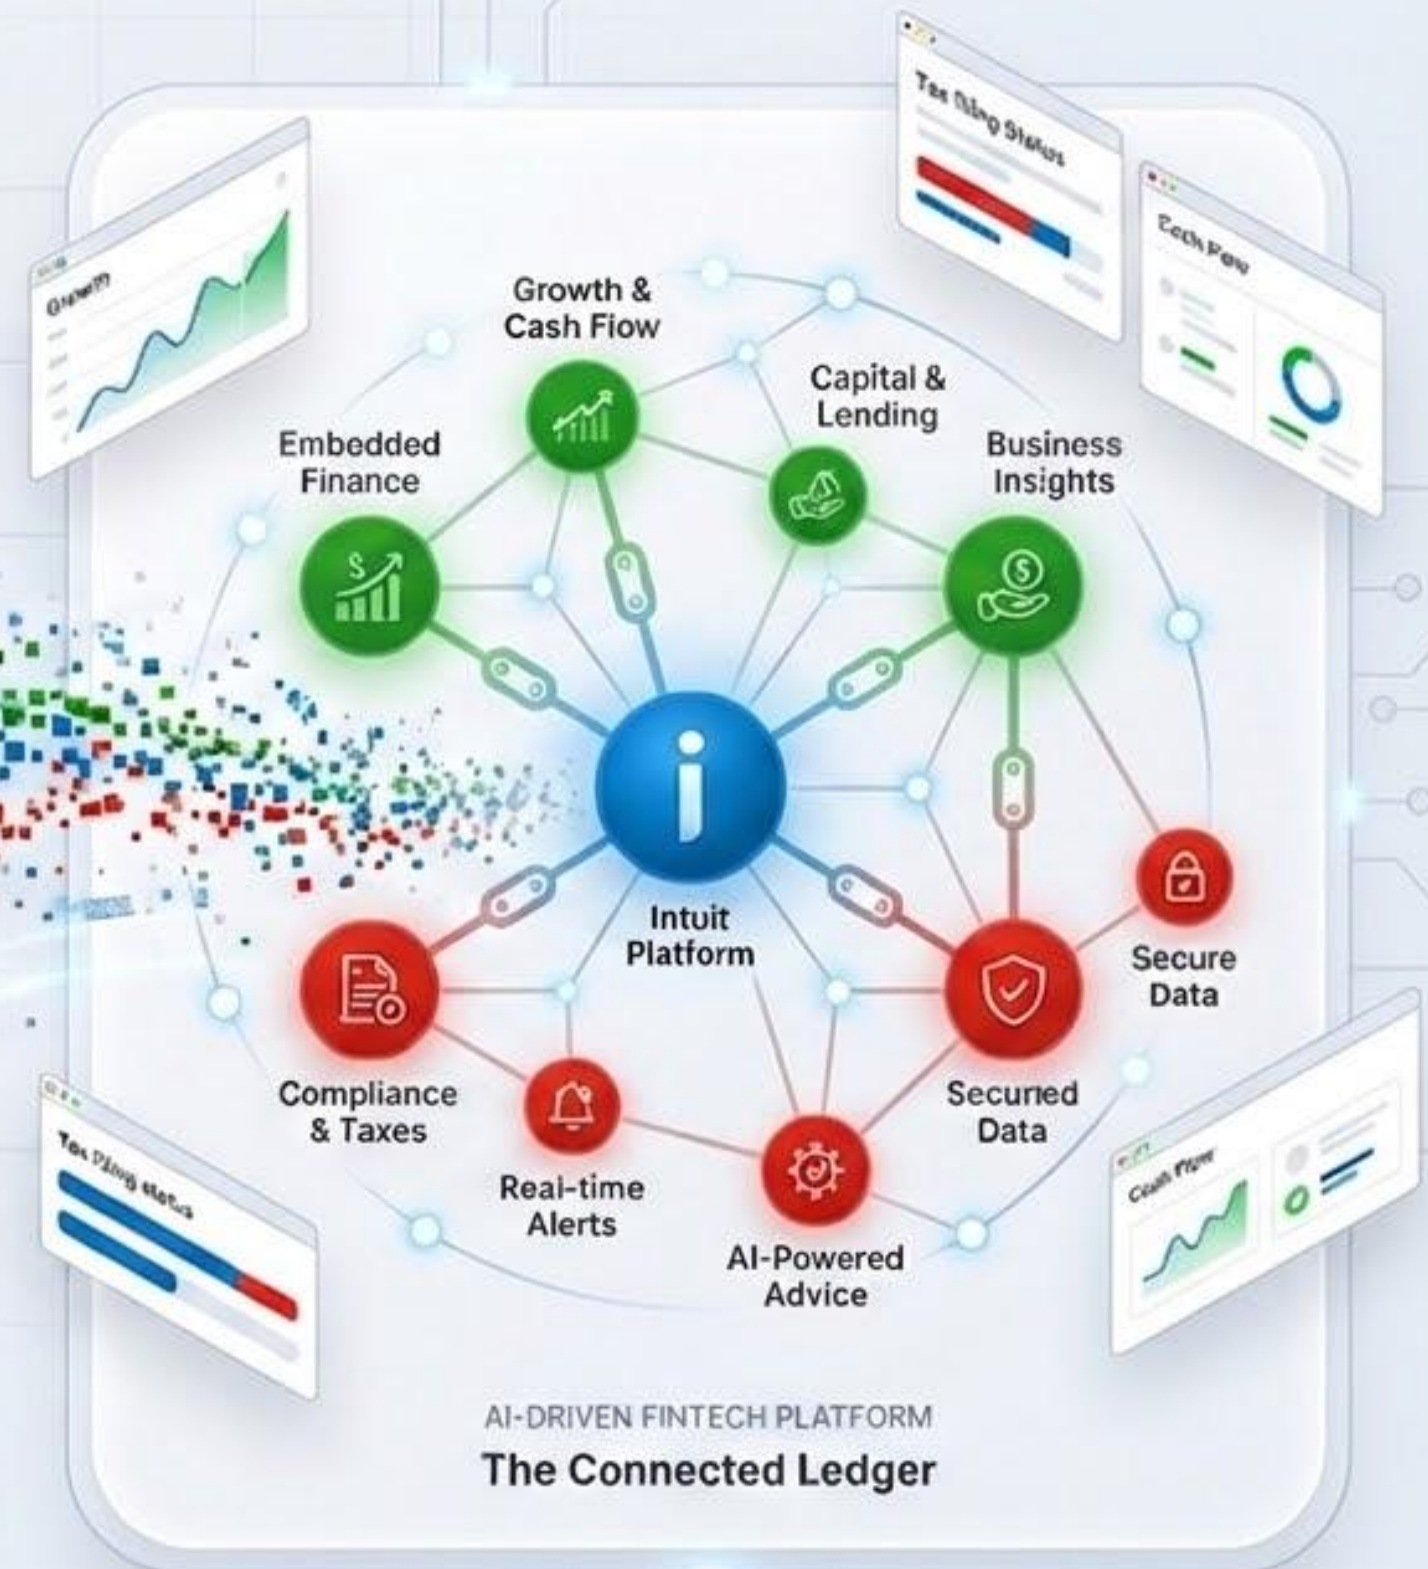 Growth &
Cash Flow
Capital &
Lending
Embedded
Finance
Business
Insights
Intuit
Platform
Secure
Data
Compliance
& Taxes
Data
Real-time
Alerts
AI-Powered
Advice
AI-DRIVEN FINTECH PLATFORM
The Connected Ledger